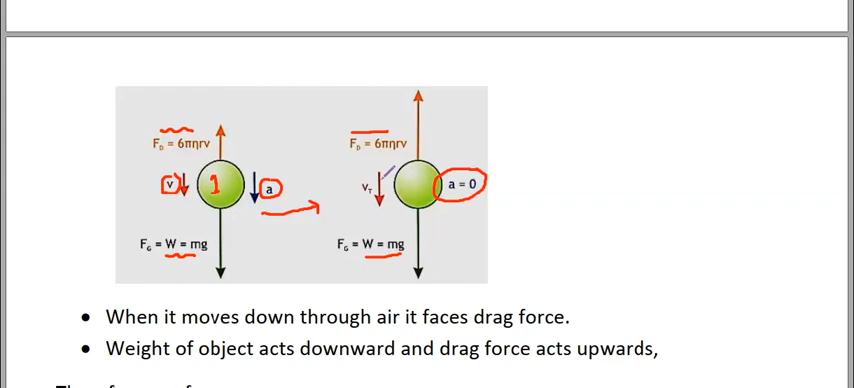 F_D = 6πηrv
F_D = 6πηrv
v
1
a
v_T
a = 0
F_G = W = mg
F_G = W = mg
• When it moves down through air it faces drag force.
• Weight of object acts downward and drag force acts upwards,